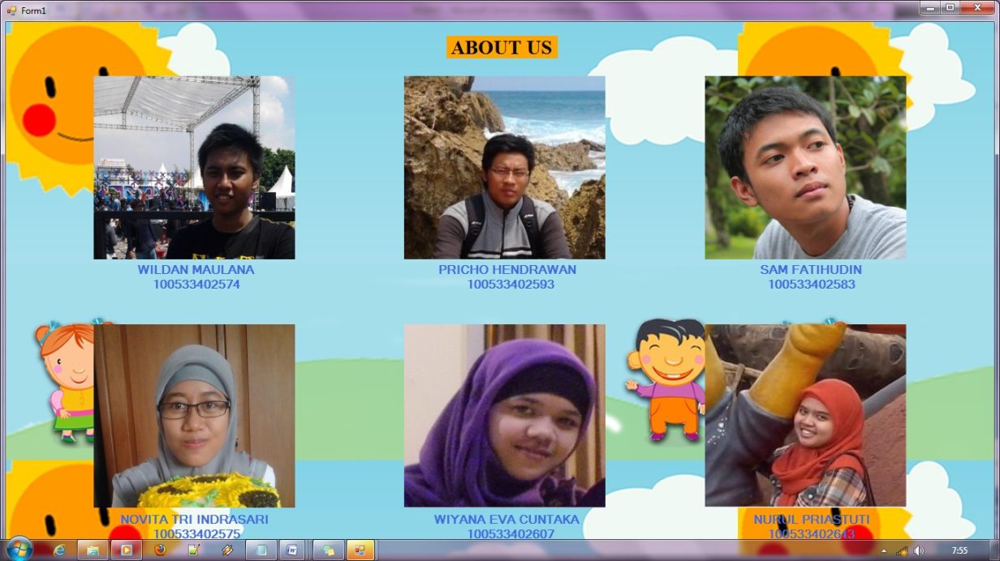 Form1
ABOUT US
WILDAN MAULANA
100533402574
PRICHO HENDRAWAN
100533402593
SAM FATIHUDIN
100533402583
NOVITA TRI INDRASARI
100533402575
WIYANA EVA CUNTAKA
100533402607
NURUL PRIASTUTI
100533402643
7:55